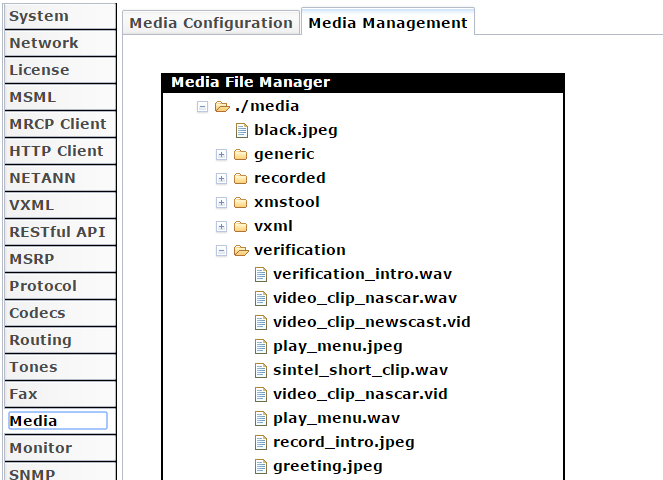 System
Network
License
MSML
MRCP Client
HTTP Client
NETANN
VXML
RESTful API
MSRP
Protocol
Codecs
Routing
Tones
Fax
Media
Monitor
SNMP
Media Configuration
Media Management
Media File Manager
./media
black.jpeg
generic
recorded
xmstool
vxml
verification
verification_intro.wav
video_clip_nascar.wav
video_clip_newscast.vid
play_menu.jpeg
sintel_short_clip.wav
video_clip_nascar.vid
play_menu.wav
record_intro.jpeg
greeting.jpeg